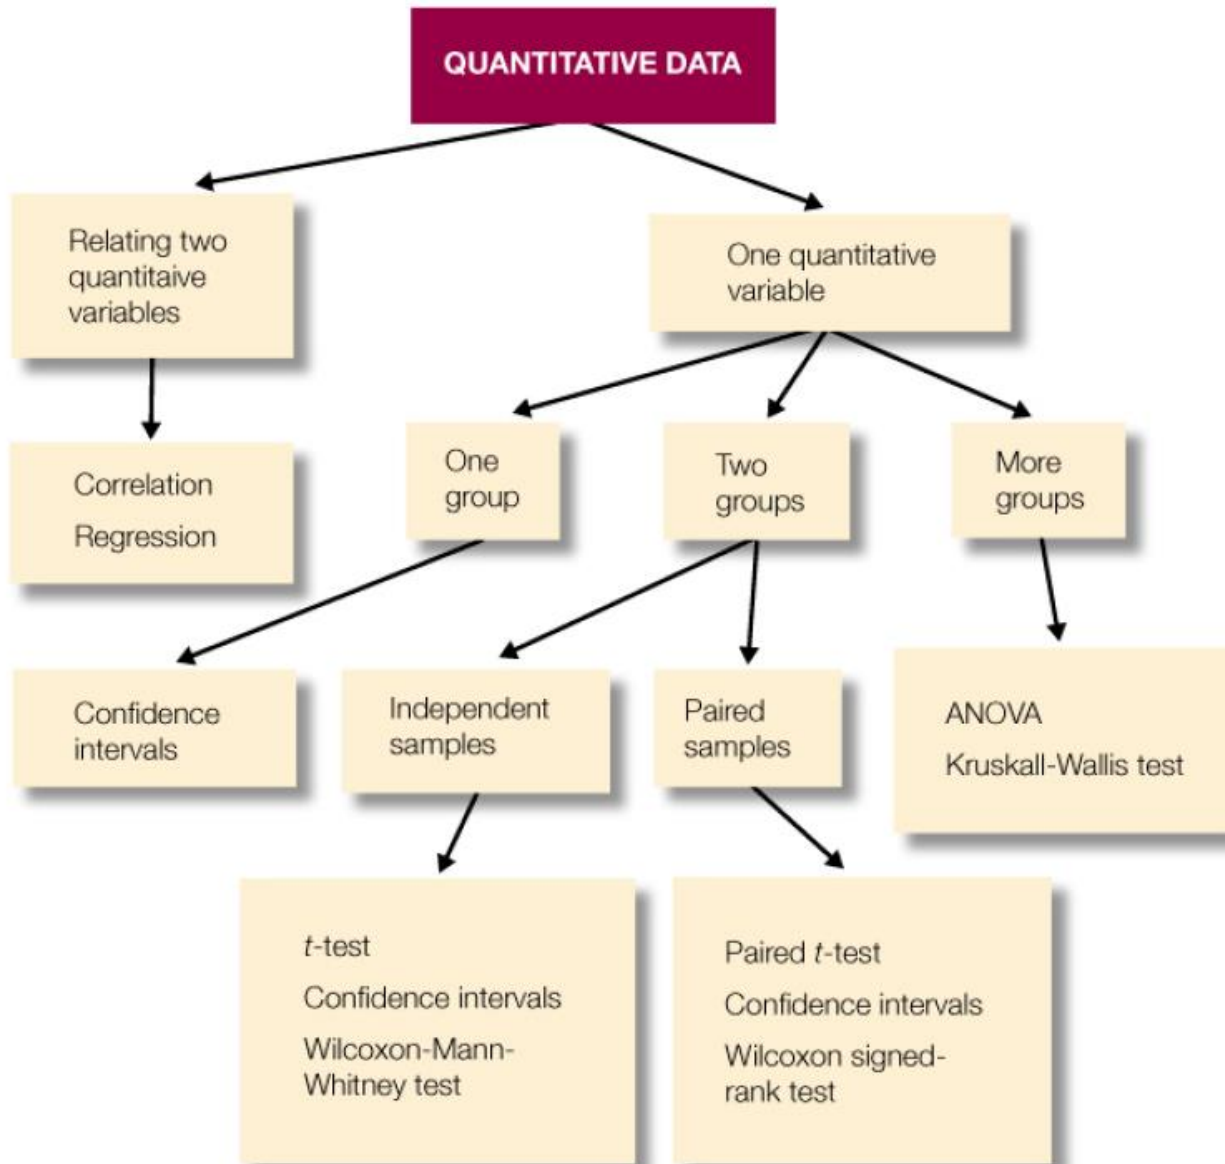 QUANTITATIVE DATA
Relating two
quantitaive
variables
One quantitative
variable
Correlation
Regression
One
group
Two
groups
More
groups
Confidence
intervals
Independent
samples
Paired
samples
ANOVA
Kruskall-Wallis test
t-test
Confidence intervals
Wilcoxon-Mann-
Whitney test
Paired t-test
Confidence intervals
Wilcoxon signed-
rank test